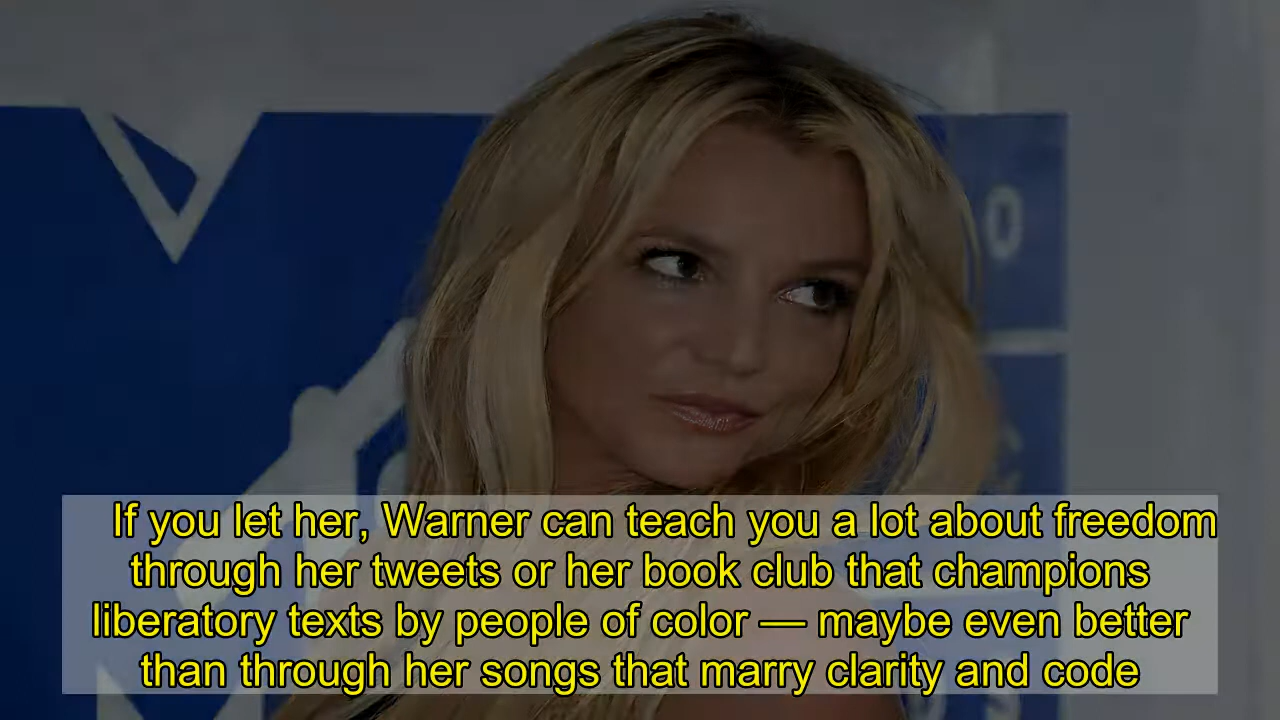 If you let her, Warner can teach you a lot about freedom
through her tweets or her book club that champions
liberatory texts by people of color — maybe even better
than through her songs that marry clarity and code